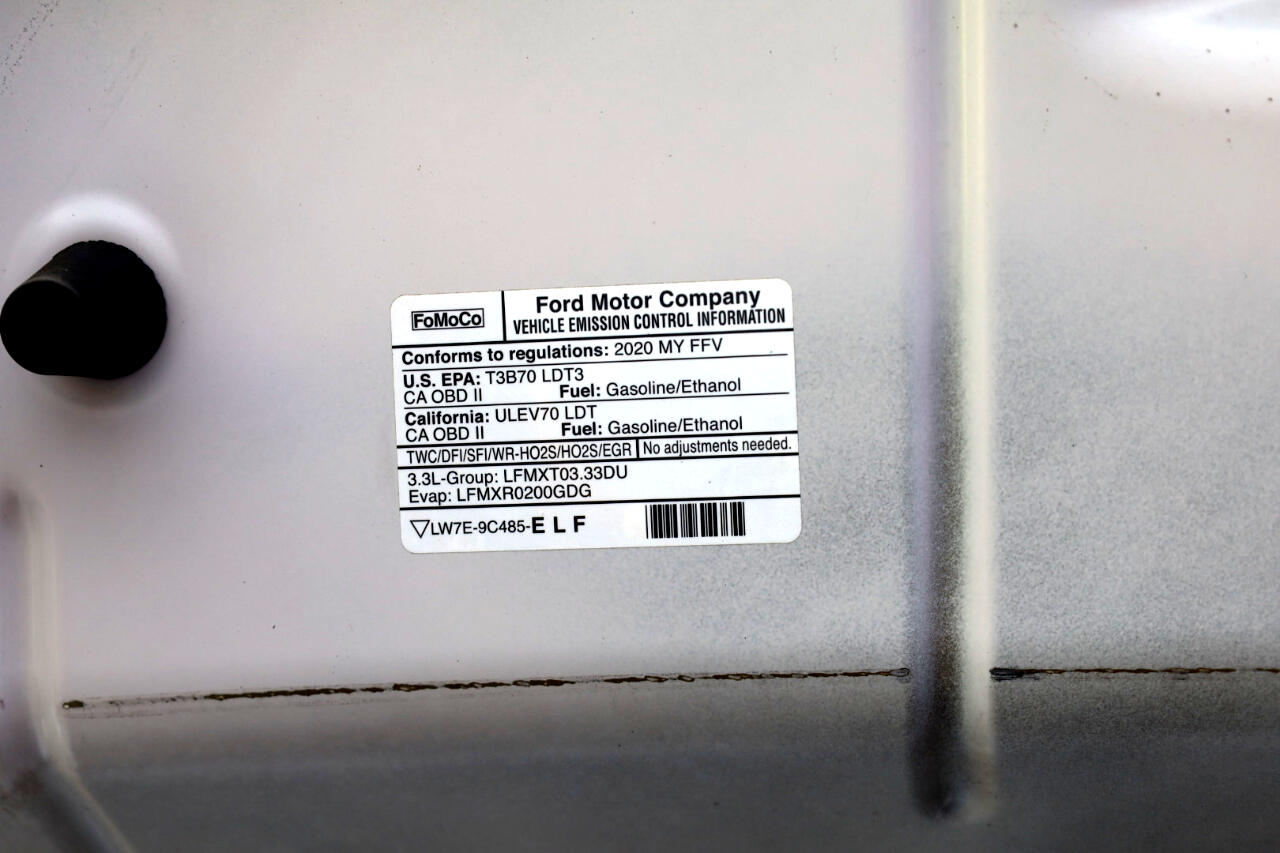 FoMoCo
Ford Motor Company
VEHICLE EMISSION CONTROL INFORMATION
Conforms to regulations: 2020 MY FFV
U.S. EPA: T3B70 LDT3
CA OBD II Fuel: Gasoline/Ethanol
California: ULEV70 LDT
CA OBD II Fuel: Gasoline/Ethanol
TWC/DFI/SFI/WR-HO2S/HO2S/EGR No adjustments needed.
3.3L-Group: LFMXT03.33DU
Evap: LFMXR0200GDG
▽LW7E-9C485-E L F